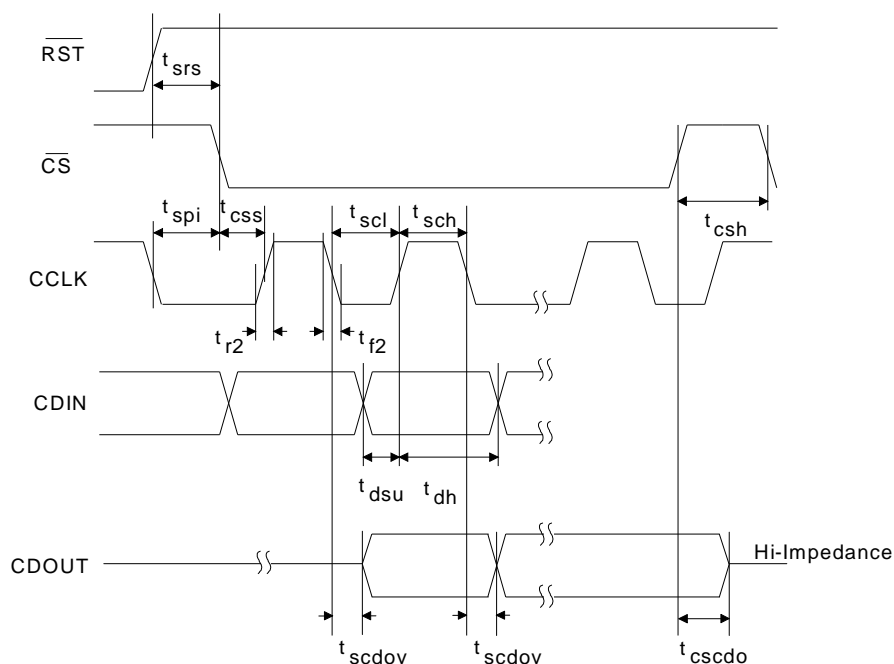 RST
t srs
CS
t spi
t css
t scl
t sch
t csh
CCLK
t r2
t f2
CDIN
t dsu
t dh
CDOUT
Hi-Impedance
t scdov
t scdov
t cscdo